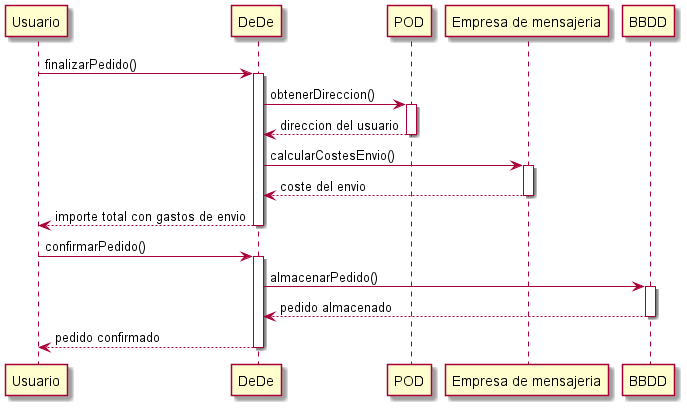 Usuario
DeDe
POD
Empresa de mensajeria
BBDD
finalizarPedido()
obtenerDireccion()
direccion del usuario
calcularCostesEnvio()
coste del envio
importe total con gastos de envio
confirmarPedido()
almacenarPedido()
pedido almacenado
pedido confirmado
Usuario
DeDe
POD
Empresa de mensajeria
BBDD